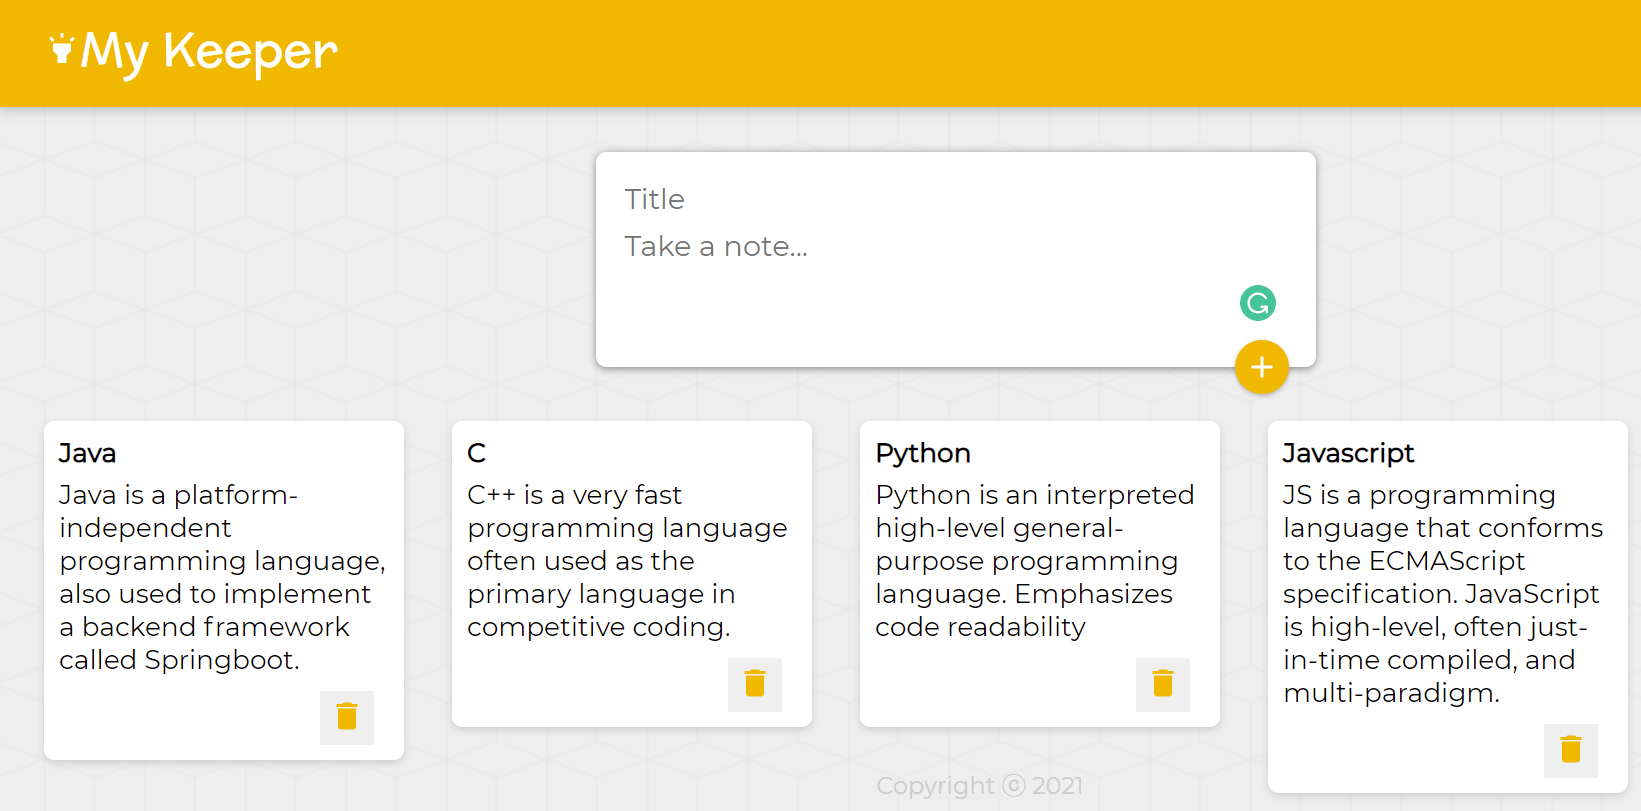 My Keeper
Title
Take a note...
Java
Java is a platform-
independent
programming language,
also used to implement
a backend framework
called Springboot.
C
C++ is a very fast
programming language
often used as the
primary language in
competitive coding.
Python
Python is an interpreted
high-level general-
purpose programming
language. Emphasizes
code readability
Javascript
JS is a programming
language that conforms
to the ECMAScript
specification. JavaScript
is high-level, often just-
in-time compiled, and
multi-paradigm.
Copyright ⓒ 2021